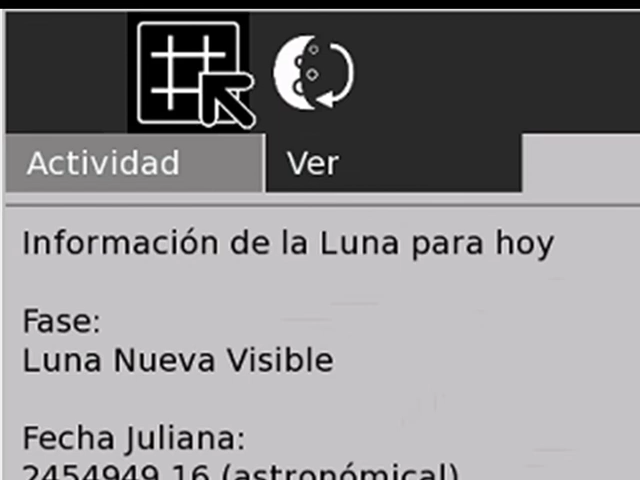 Actividad
Ver
Información de la Luna para hoy
Fase:
Luna Nueva Visible
Fecha Juliana:
2454949.16 (astronómical)